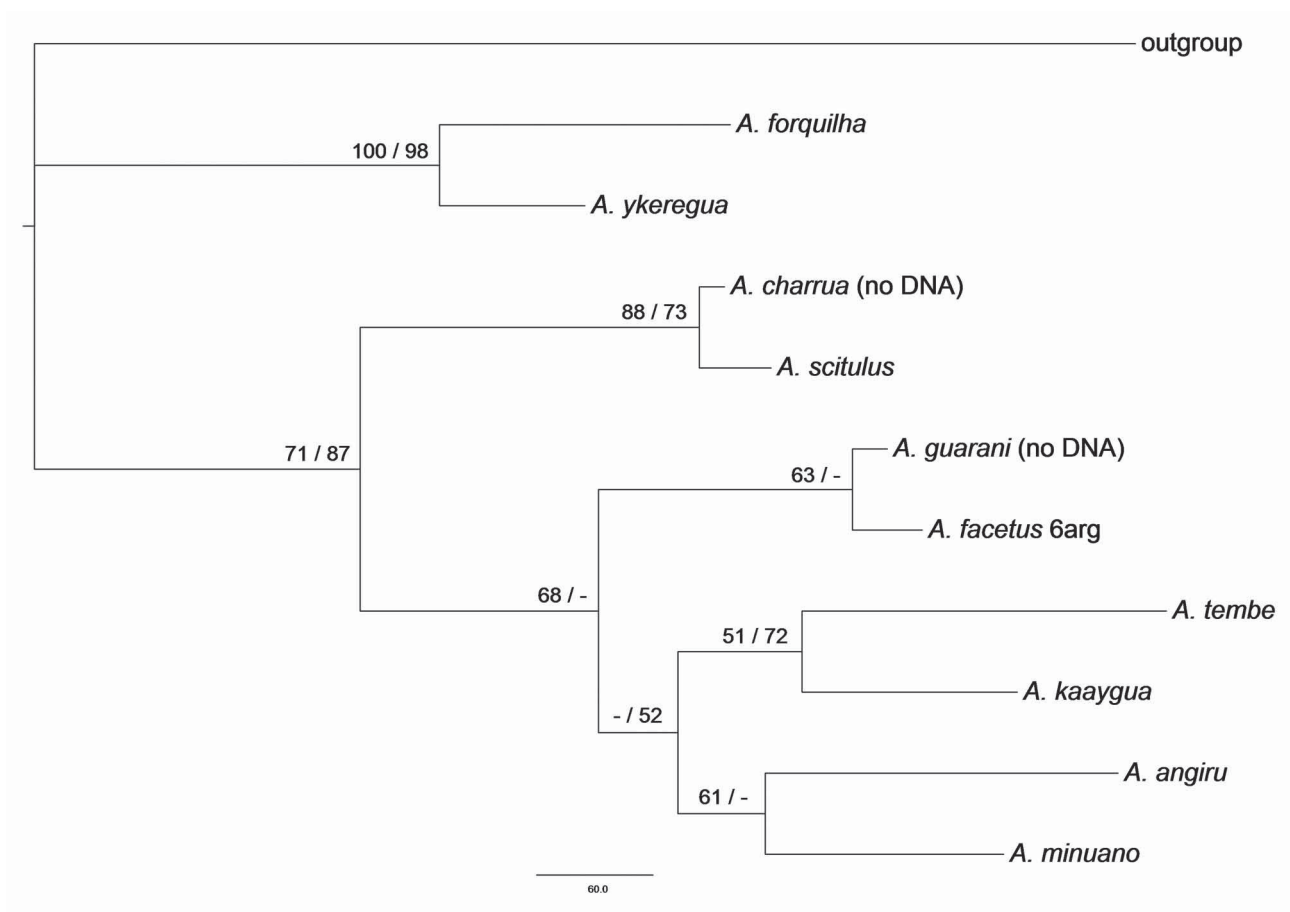 outgroup
A. forquilha
100 / 98
A. ykeregua
A. charrua (no DNA)
88 / 73
A. scitulus
A. guarani (no DNA)
71 / 87
63 / -
A. facetus 6arg
68 / -
A. tembe
51 / 72
A. kaaygua
- / 52
A. angiru
61 / -
A. minuano
60.0